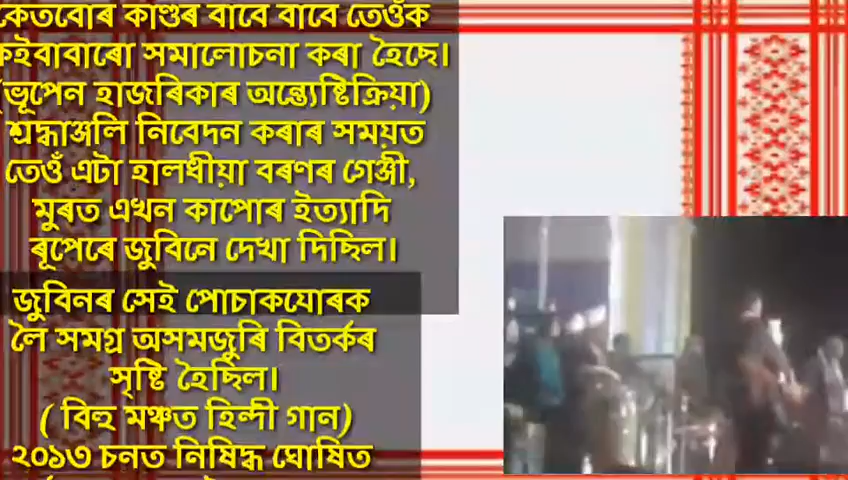 কেতবোৰ কাণ্ডৰ বাবে বাবে তেওঁক
কেইবাবাৰো সমালোচনা কৰা হৈছে।
(ভূপেন হাজৰিকাৰ অন্ত্যেষ্টিক্ৰিয়া)
শ্ৰদ্ধাঞ্জলি নিবেদন কৰাৰ সময়ত
তেওঁ এটা হালধীয়া বৰণৰ গেঞ্জী,
মুৰত এখন কাপোৰ ইত্যাদি
ৰূপেৰে জুবিনে দেখা দিছিল।
জুবিনৰ সেই পোচাকযোৰক
লৈ সমগ্ৰ অসমজুৰি বিতৰ্কৰ
সৃষ্টি হৈছিল।
( বিহু মঞ্চত হিন্দী গান)
২০১৩ চনত নিষিদ্ধ ঘোষিত